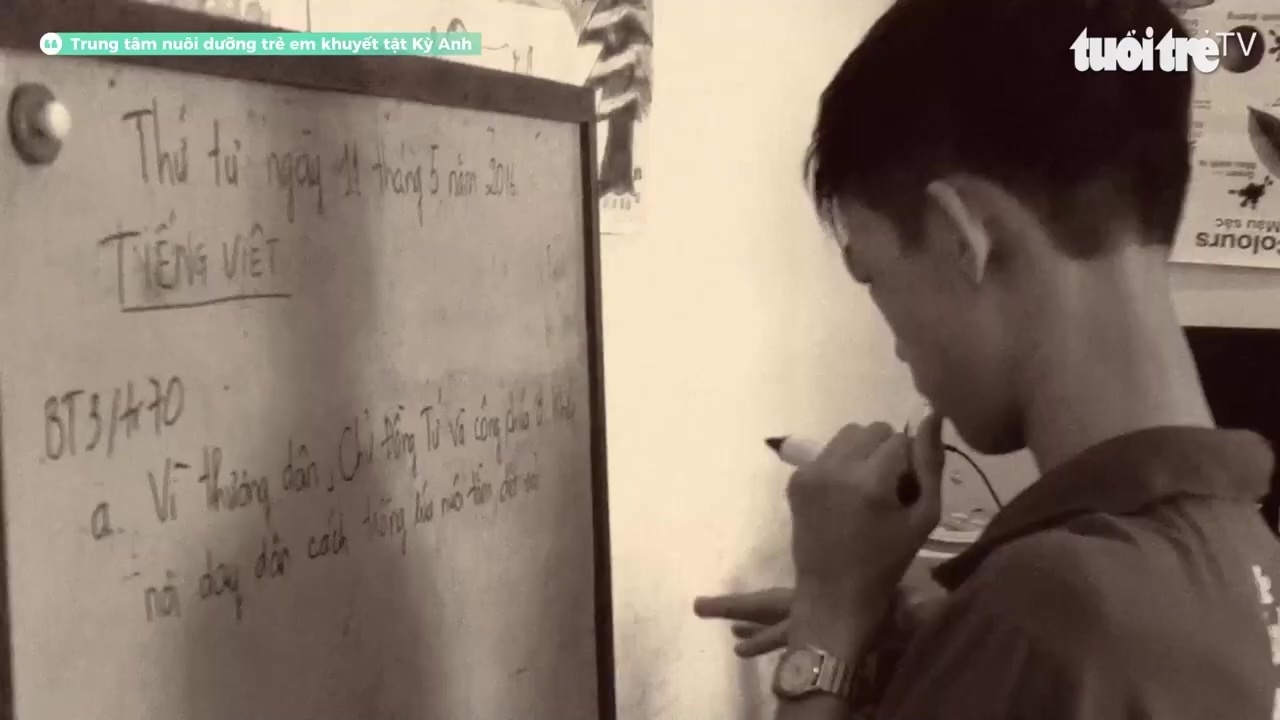 Trung tâm nuôi dưỡng trẻ em khuyết tật Kỳ Anh
tuổi trẻ TV
Thứ tư ngày 11 tháng 5 năm 2016
TIẾNG VIỆT
BT3/tr70
a. Vì thương dân, Chử Đồng Tử và công chúa đi khắp
nơi dạy dân cách trồng lúa nuôi tằm, dệt vải
Màu sắc
Colours